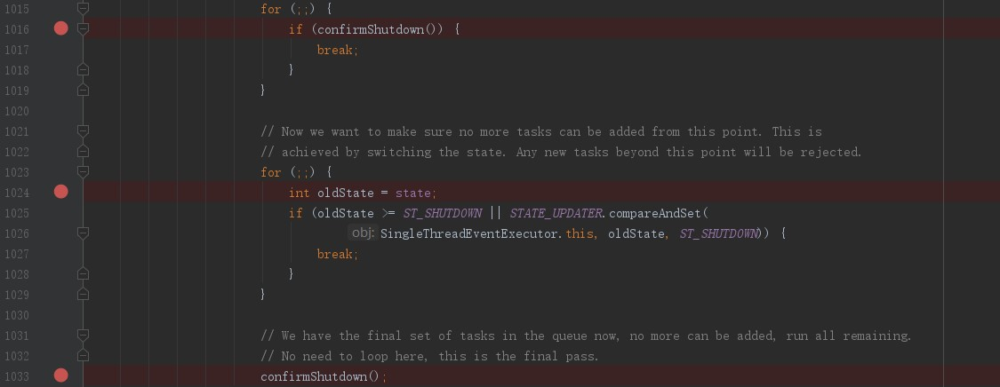 1015 for (;;) {
1016 if (confirmShutdown()) {
1017 break;
1018 }
1019 }
1020
1021 // Now we want to make sure no more tasks can be added from this point. This is
1022 // achieved by switching the state. Any new tasks beyond this point will be rejected.
1023 for (;;) {
1024 int oldState = state;
1025 if (oldState >= ST_SHUTDOWN || STATE_UPDATER.compareAndSet(
1026 obj: SingleThreadEventExecutor.this, oldState, ST_SHUTDOWN)) {
1027 break;
1028 }
1029 }
1030
1031 // We have the final set of tasks in the queue now, no more can be added, run all remaining.
1032 // No need to loop here, this is the final pass.
1033 confirmShutdown();